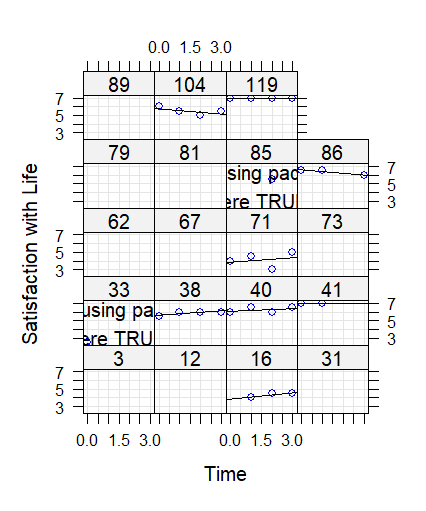 0.0 1.5 3.0
89 104 119
7
5
3
79 81 85 86
using pac
ere TRUE
7
5
3
62 67 71 73
7
5
3
33 38 40 41
using pa
ere TRU
7
5
3
3 12 16 31
7
5
3
0.0 1.5 3.0 0.0 1.5 3.0
Time
Satisfaction with Life